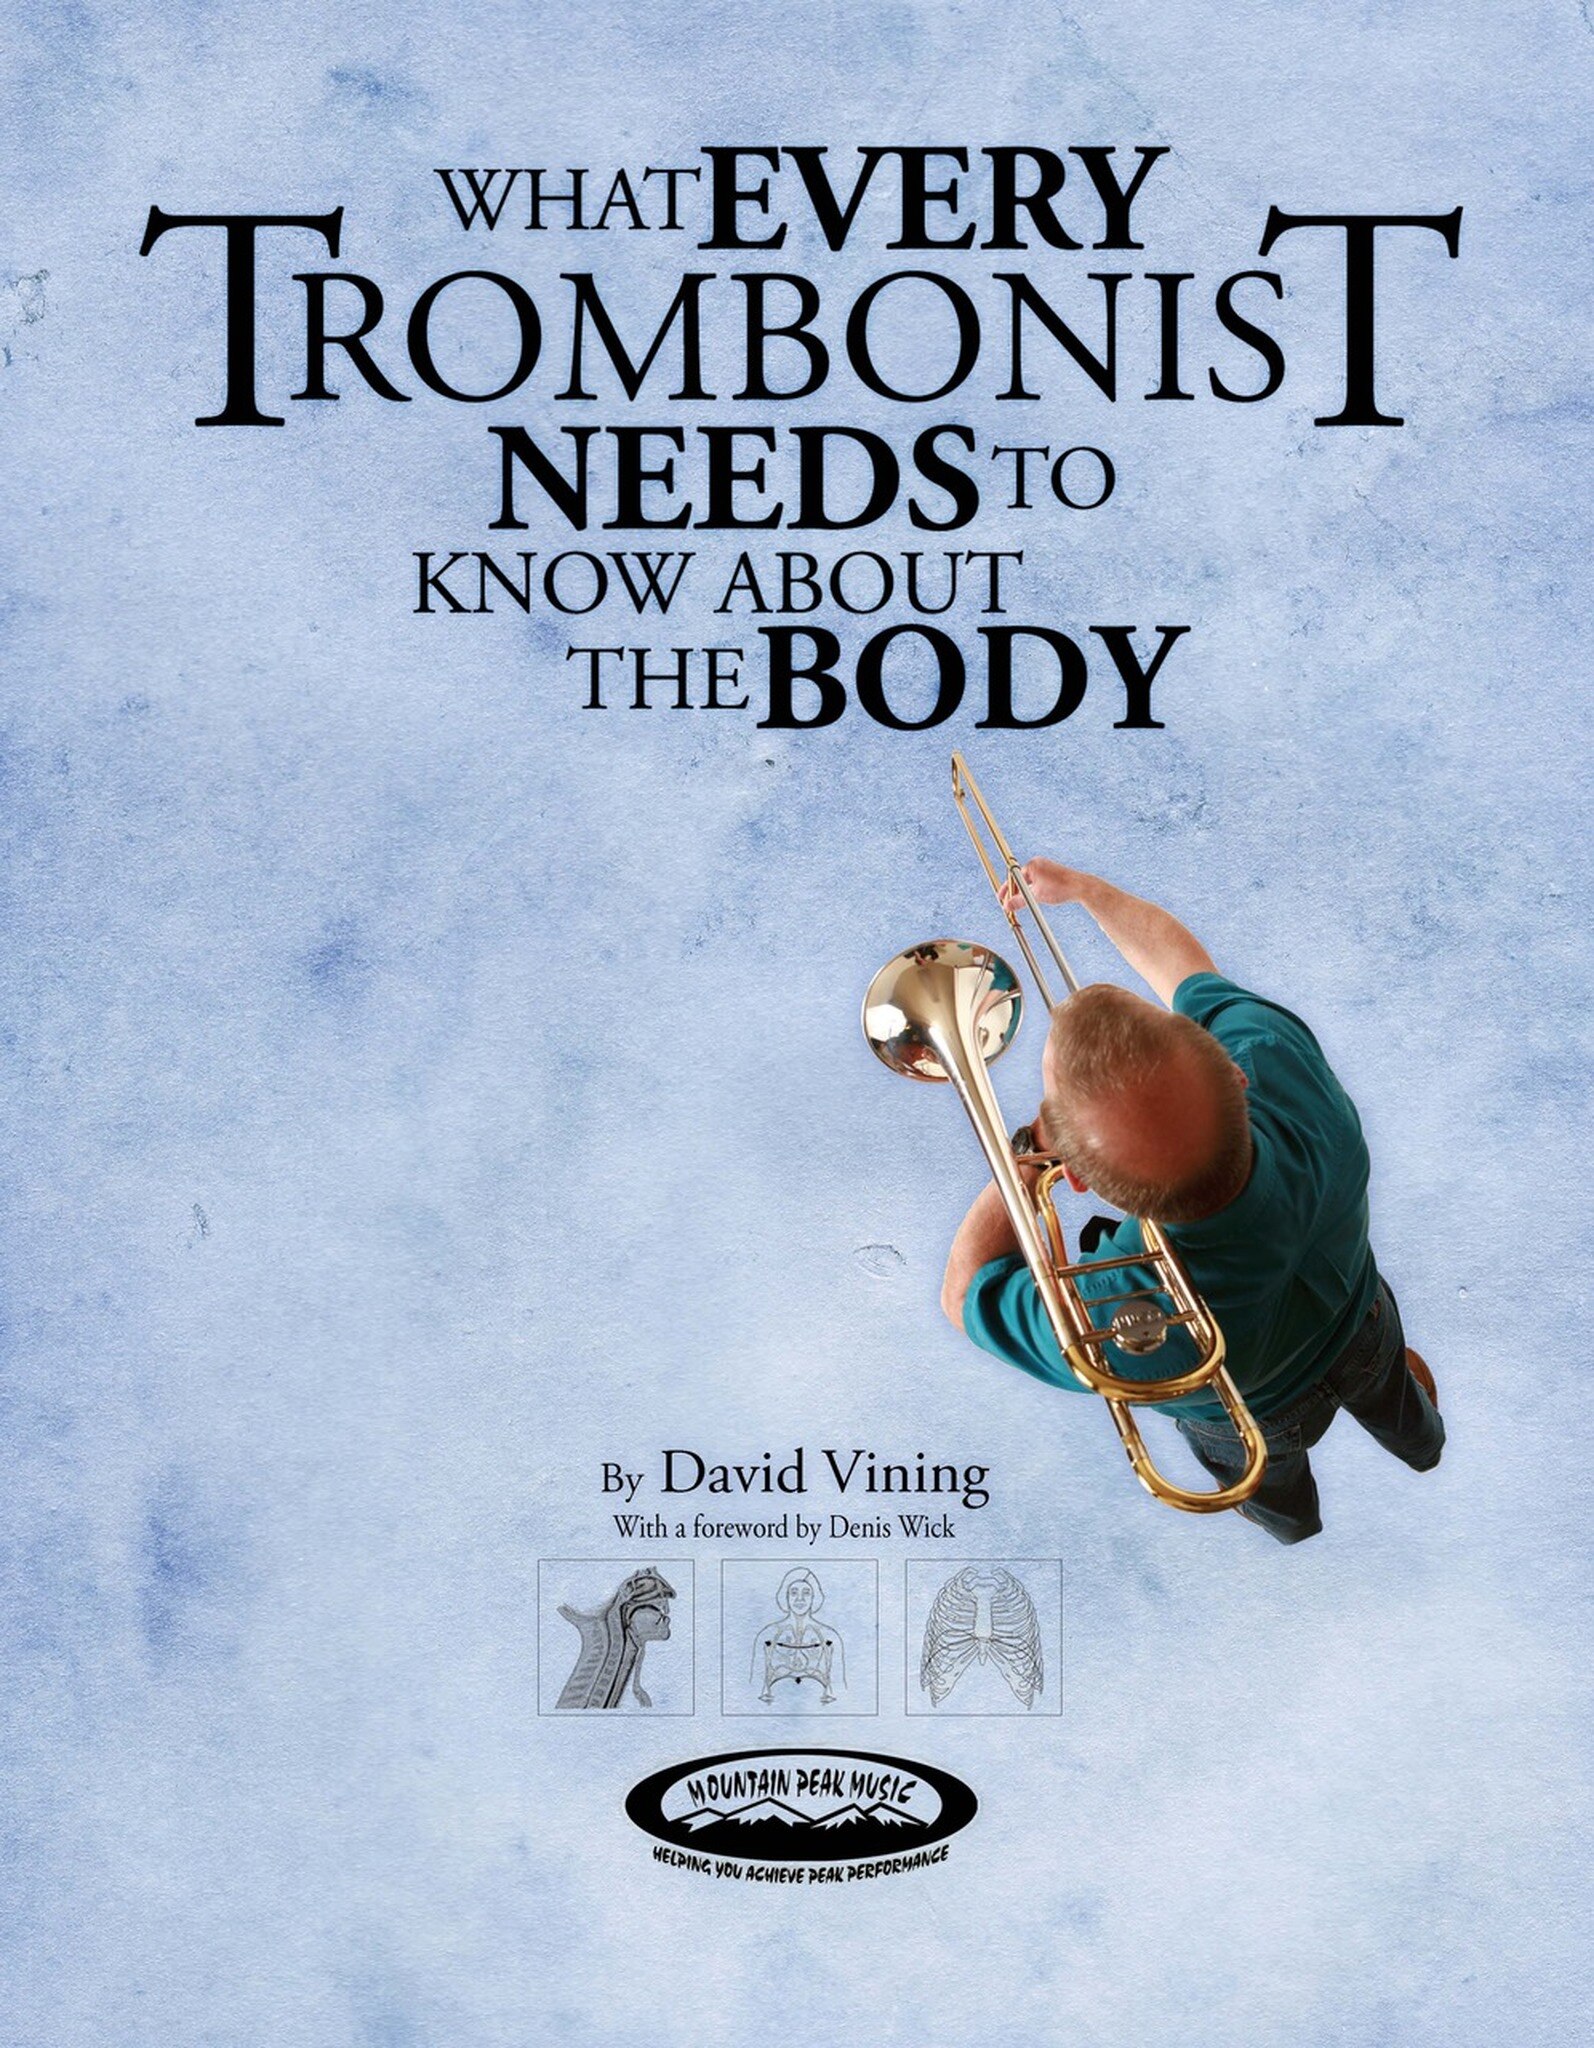 WHAT EVERY
TROMBONIST
NEEDS TO
KNOW ABOUT
THE BODY
By David Vining
With a foreword by Denis Wick
MOUNTAIN PEAK MUSIC
HELPING YOU ACHIEVE PEAK PERFORMANCE